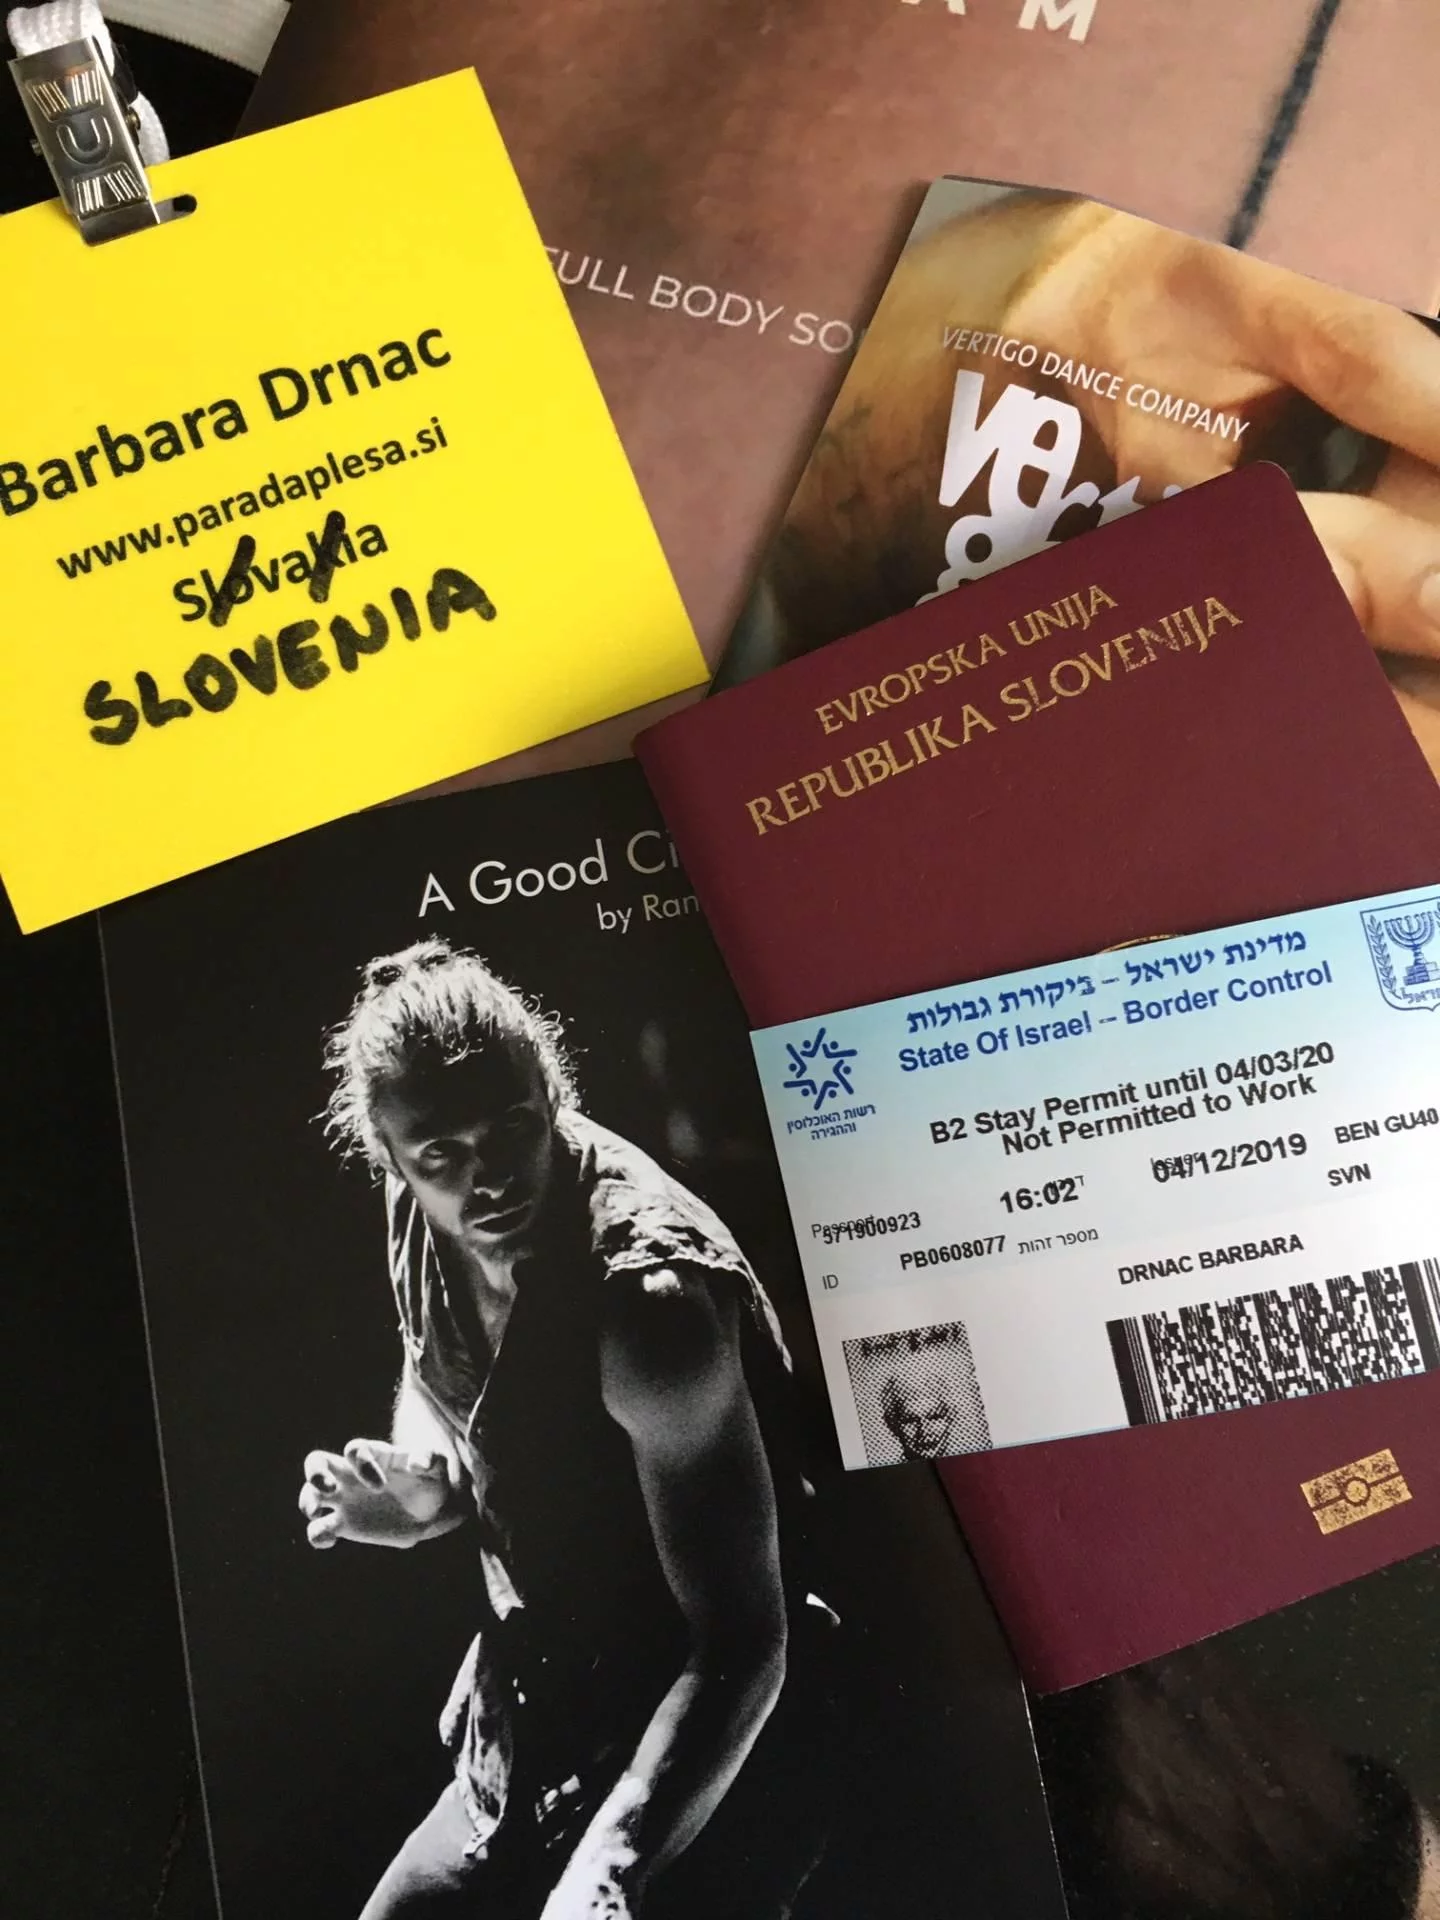 A M
FULL BODY SO
Barbara Drnac
www.paradaplesa.si
Slovakia
SLOVENIA
VERTIGO DANCE COMPANY
EVROPSKA UNIJA
REPUBLIKA SLOVENIJA
A Good Ci
by Ram
מדינת ישראל – ביקורת גבולות
State Of Israel – Border Control
רשות האוכלוסין
וההגירה
B2 Stay Permit until 04/03/20
Not Permitted to Work
16:02
04/12/2019
BEN GU40
SVN
Passport
571900923
ID
PB0608077
מספר זהות
DRNAC BARBARA